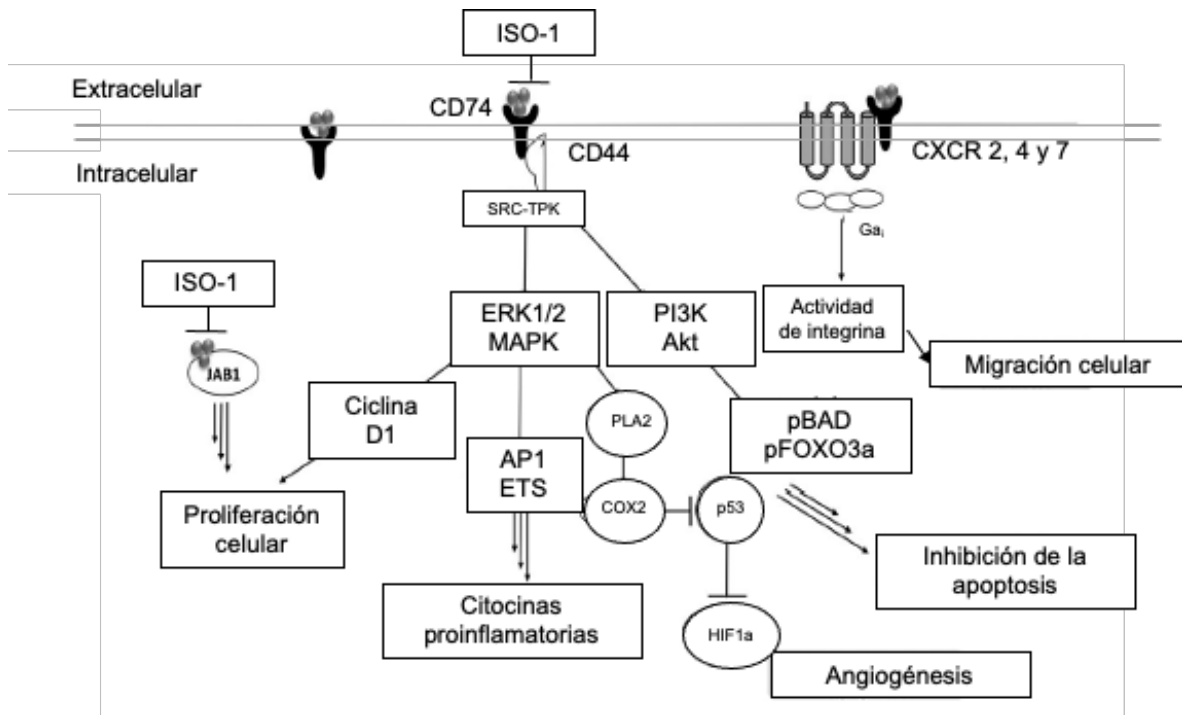 ISO-1
Extracelular
CD74
CD44
CXCR 2, 4 y 7
Intracelular
SRC-TPK
Gaᵢ
ISO-1
ERK1/2
MAPK
PI3K
Akt
Actividad
de integrina
Migración celular
JAB1
Ciclina
D1
PLA2
pBAD
pFOXO3a
AP1
ETS
COX2
p53
Proliferación
celular
Inhibición de la
apoptosis
Citocinas
proinflamatorias
HIF1a
Angiogénesis